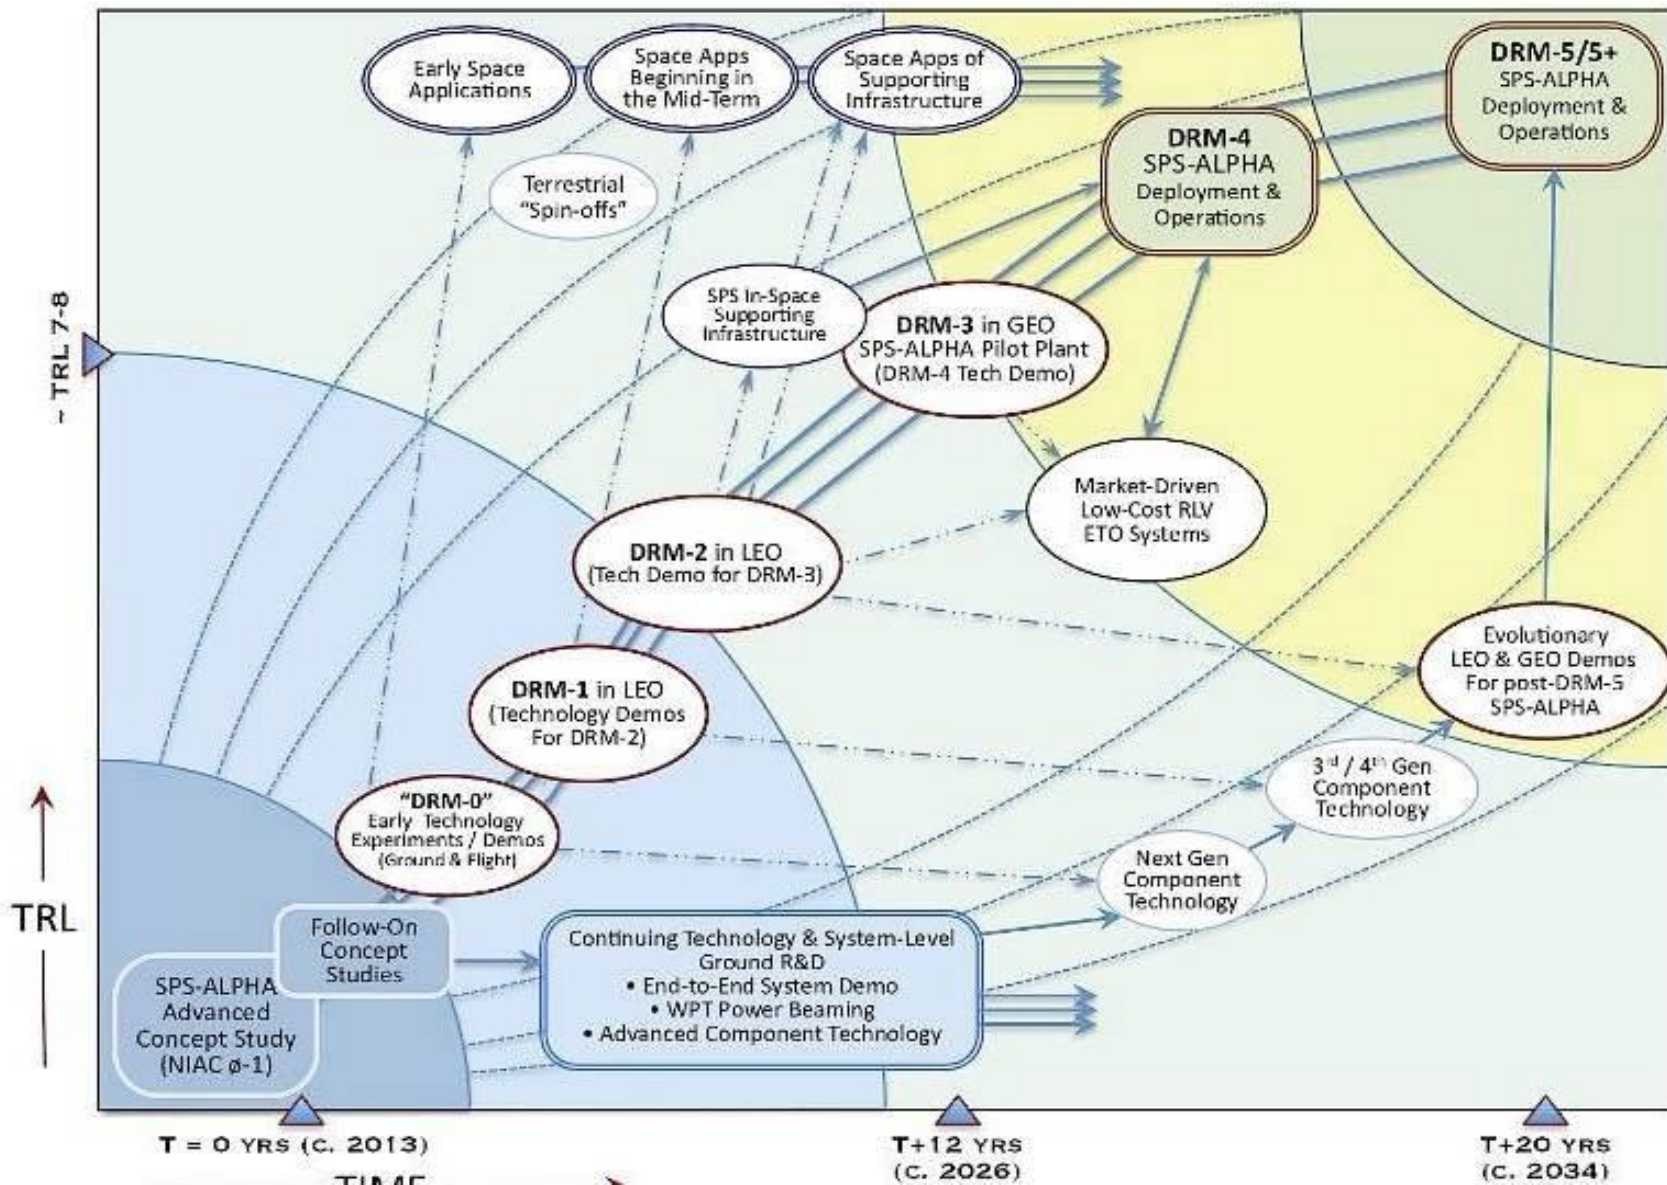 Early Space
Applications
Space Apps
Beginning in
the Mid-Term
Space Apps of
Supporting
Infrastructure
DRM-5/5+
SPS-ALPHA
Deployment &
Operations
DRM-4
SPS-ALPHA
Deployment &
Operations
Terrestrial
“Spin-offs”
SPS In-Space
Supporting
Infrastructure
DRM-3 in GEO
SPS-ALPHA Pilot Plant
(DRM-4 Tech Demo)
~ TRL 7-8
Market-Driven
Low-Cost RLV
ETO Systems
DRM-2 in LEO
(Tech Demo for DRM-3)
Evolutionary
LEO & GEO Demos
For post-DRM-5
SPS-ALPHA
DRM-1 in LEO
(Technology Demos
For DRM-2)
3rd / 4th Gen
Component
Technology
“DRM-0”
Early Technology
Experiments / Demos
(Ground & Flight)
Next Gen
Component
Technology
TRL
Follow-On
Concept
Studies
SPS-ALPHA
Advanced
Concept Study
(NIAC ø-1)
Continuing Technology & System-Level
Ground R&D
• End-to-End System Demo
• WPT Power Beaming
• Advanced Component Technology
T = 0 YRS (C. 2013)
T+12 YRS
(C. 2026)
T+20 YRS
(C. 2034)
TIME